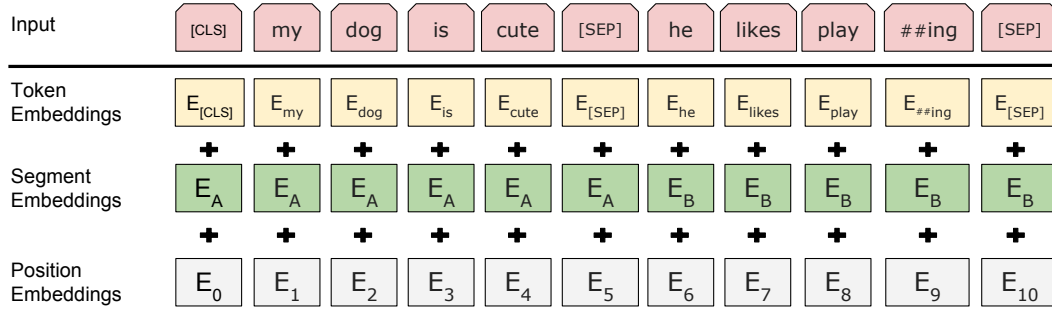 Input [CLS] my dog is cute [SEP] he likes play ##ing [SEP]
Token Embeddings E[CLS] Emy Edog Eis Ecute E[SEP] Ehe Elikes Eplay E##ing E[SEP]
+ + + + + + + + + + +
Segment Embeddings EA EA EA EA EA EA EB EB EB EB EB
+ + + + + + + + + + +
Position Embeddings E0 E1 E2 E3 E4 E5 E6 E7 E8 E9 E10